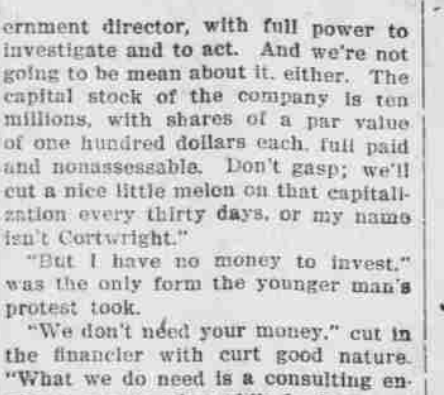 ernment director, with full power to
investigate and to act. And we're not
going to be mean about it. either. The
capital stock of the company is ten
millions, with shares of a par value
of one hundred dollars each. full paid
and nonassessable. Don't gasp; we'll
cut a nice little melon on that capitali-
zation every thirty days, or my name
isn't Cortwright."
"But I have no money to invest."
was the only form the younger man's
protest took.
"We don't need your money." cut in
the financier with curt good nature.
"What we do need is a consulting en-